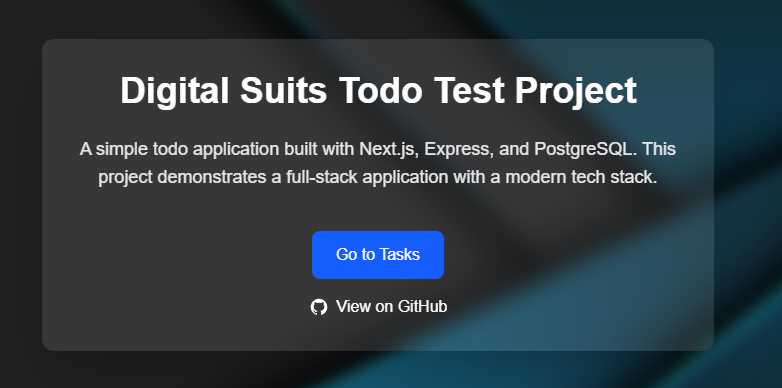 Digital Suits Todo Test Project
A simple todo application built with Next.js, Express, and PostgreSQL. This
project demonstrates a full-stack application with a modern tech stack.
Go to Tasks
View on GitHub